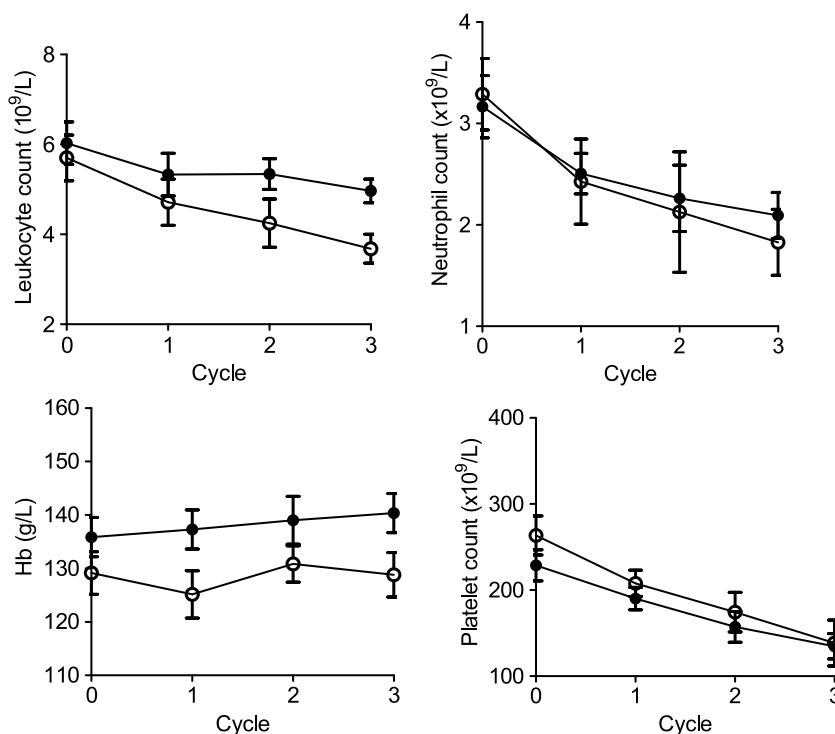 Leukocyte count (10⁹/L)
8
6
4
2
0 1 2 3
Cycle
Neutrophil count (x10⁹/L)
4
3
2
1
0 1 2 3
Cycle
Hb (g/L)
160
150
140
130
120
110
0 1 2 3
Cycle
Platelet count (x10⁹/L)
400
300
200
100
0 1 2 3
Cycle